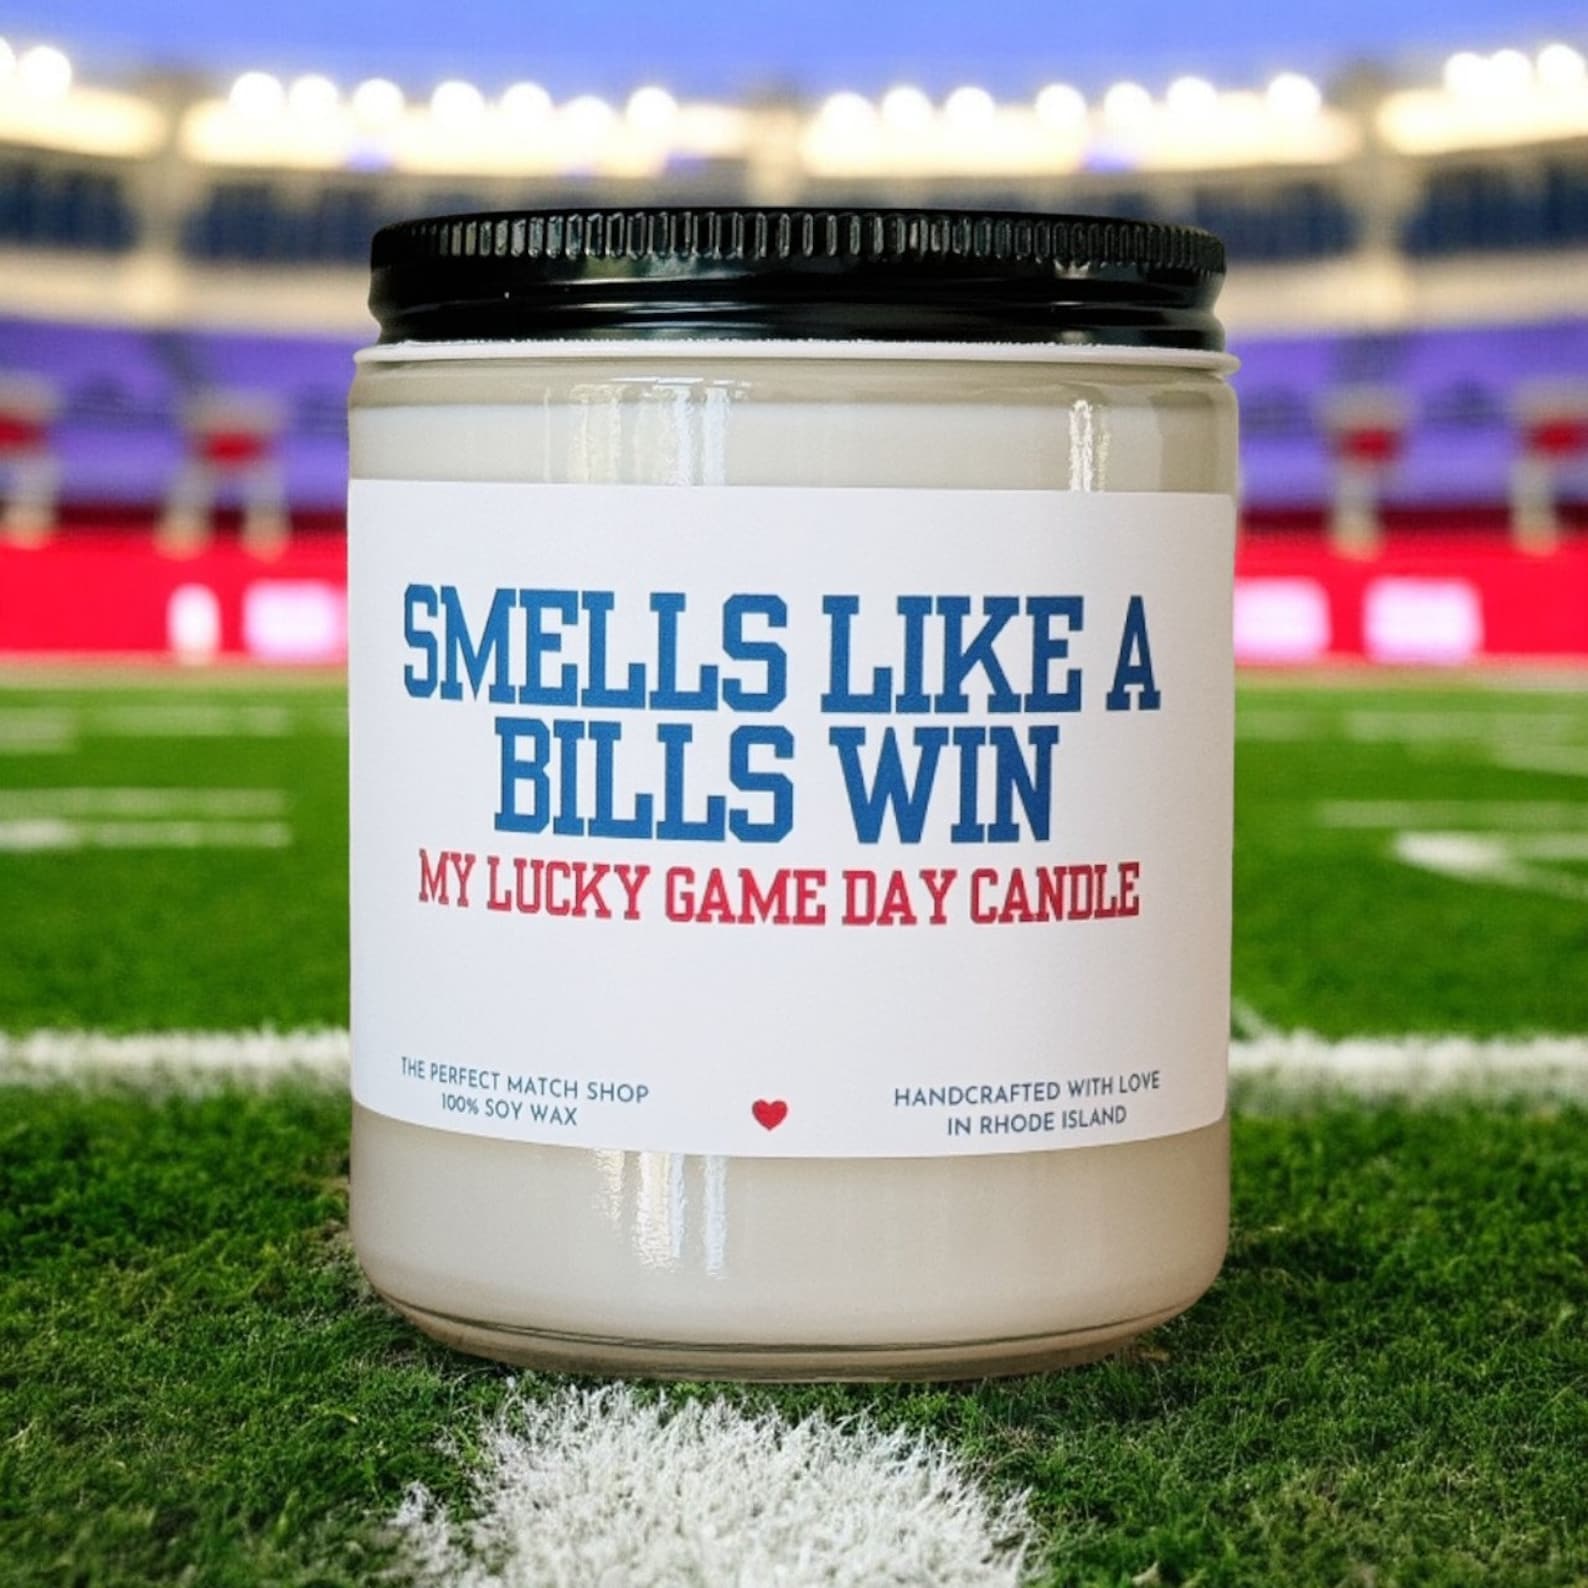 SMELLS LIKE A
BILLS WIN
MY LUCKY GAME DAY CANDLE
THE PERFECT MATCH SHOP
100% SOY WAX
HANDCRAFTED WITH LOVE
IN RHODE ISLAND